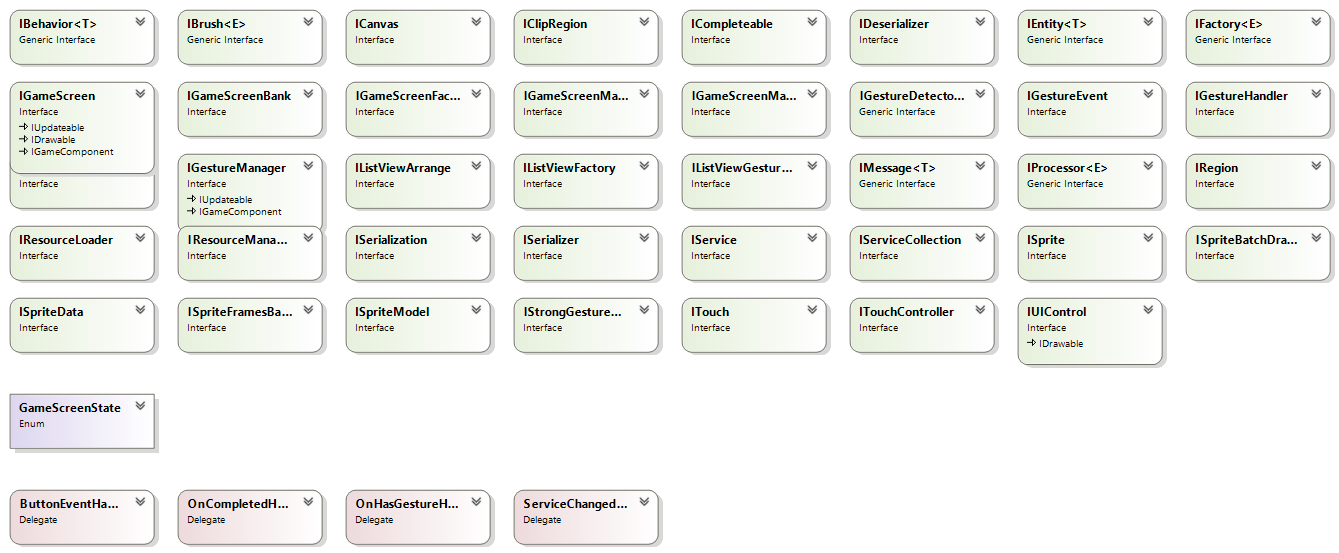 IBehavior<T>
Generic Interface
IBrush<E>
Generic Interface
ICanvas
Interface
IClipRegion
Interface
ICompleteable
Interface
IDeserializer
Interface
IEntity<T>
Generic Interface
IFactory<E>
Generic Interface
IGameScreen
Interface
IUpdateable
IDrawable
IGameComponent
IGameScreenBank
Interface
IGameScreenFac...
Interface
IGameScreenMa...
Interface
IGameScreenMa...
Interface
IGestureDetecto...
Generic Interface
IGestureEvent
Interface
IGestureHandler
Interface
Interface
IGestureManager
Interface
IUpdateable
IGameComponent
IListViewArrange
Interface
IListViewFactory
Interface
IListViewGestur...
Interface
IMessage<T>
Generic Interface
IProcessor<E>
Generic Interface
IRegion
Interface
IResourceLoader
Interface
IResourceMana...
Interface
ISerialization
Interface
ISerializer
Interface
IService
Interface
IServiceCollection
Interface
ISprite
Interface
ISpriteBatchDra...
Interface
ISpriteData
Interface
ISpriteFramesBa...
Interface
ISpriteModel
Interface
IStrongGesture...
Interface
ITouch
Interface
ITouchController
Interface
IUIControl
Interface
IDrawable
GameScreenState
Enum
ButtonEventHa...
Delegate
OnCompletedH...
Delegate
OnHasGestureH...
Delegate
ServiceChanged...
Delegate